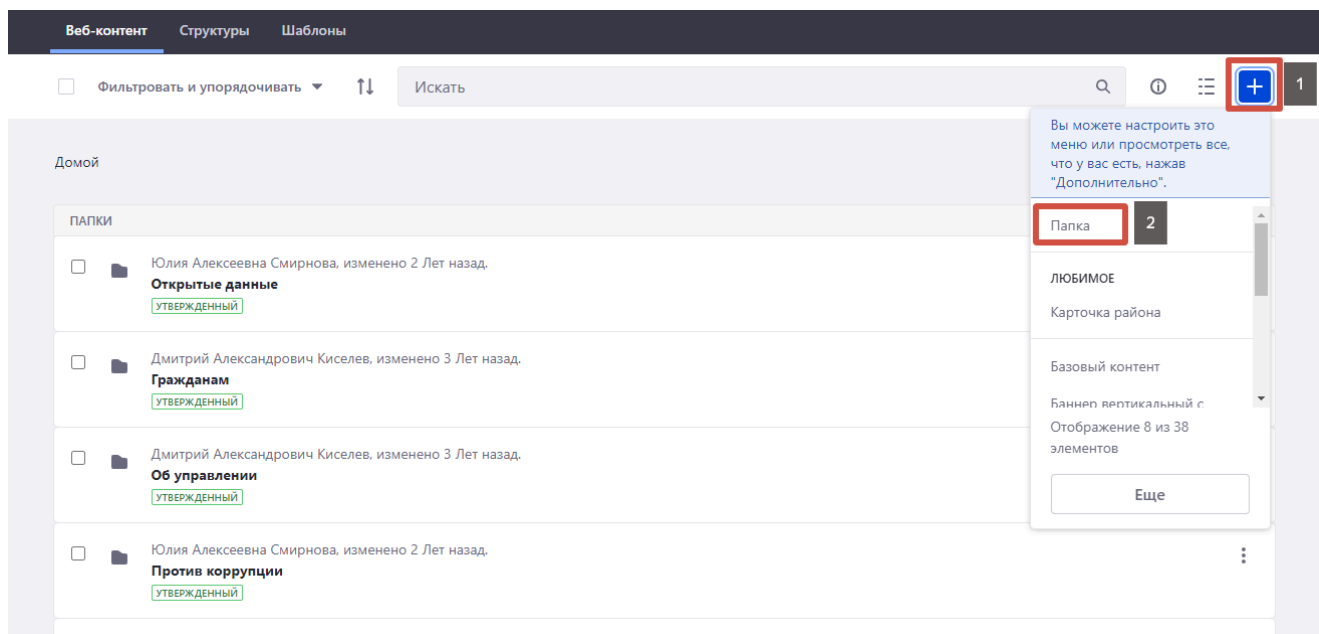 Веб-контент Структуры Шаблоны
Фильтровать и упорядочивать Искать 1
Вы можете настроить это
меню или просмотреть все,
что у вас есть, нажав
"Дополнительно".
Домой
Папка 2
ПАПКИ
ЛЮБИМОЕ
Карточка района
Базовый контент
Баннер вертикальный с
Отображение 8 из 38
элементов
Еще
Юлия Алексеевна Смирнова, изменено 2 Лет назад.
Открытые данные
УТВЕРЖДЕННЫЙ
Дмитрий Александрович Киселев, изменено 3 Лет назад.
Гражданам
УТВЕРЖДЕННЫЙ
Дмитрий Александрович Киселев, изменено 3 Лет назад.
Об управлении
УТВЕРЖДЕННЫЙ
Юлия Алексеевна Смирнова, изменено 2 Лет назад.
Против коррупции
УТВЕРЖДЕННЫЙ